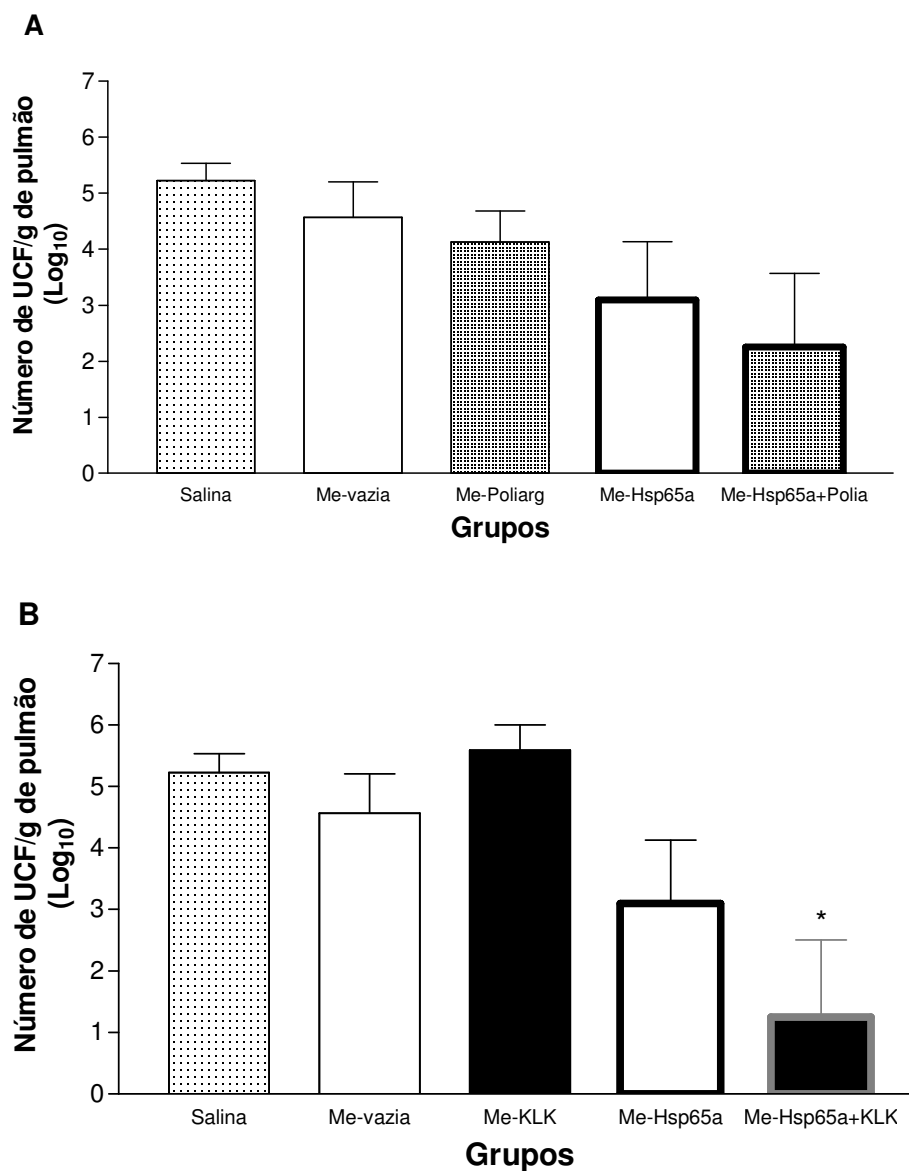 A
Número de UCF/g de pulmão
(Log₁₀)
7
6
5
4
3
2
1
0
Salina Me-vazia Me-Poliarg Me-Hsp65a Me-Hsp65a+Polia
Grupos
B
Número de UCF/g de pulmão
(Log₁₀)
7
6
5
4
3
2
1
0
*
Salina Me-vazia Me-KLK Me-Hsp65a Me-Hsp65a+KLK
Grupos